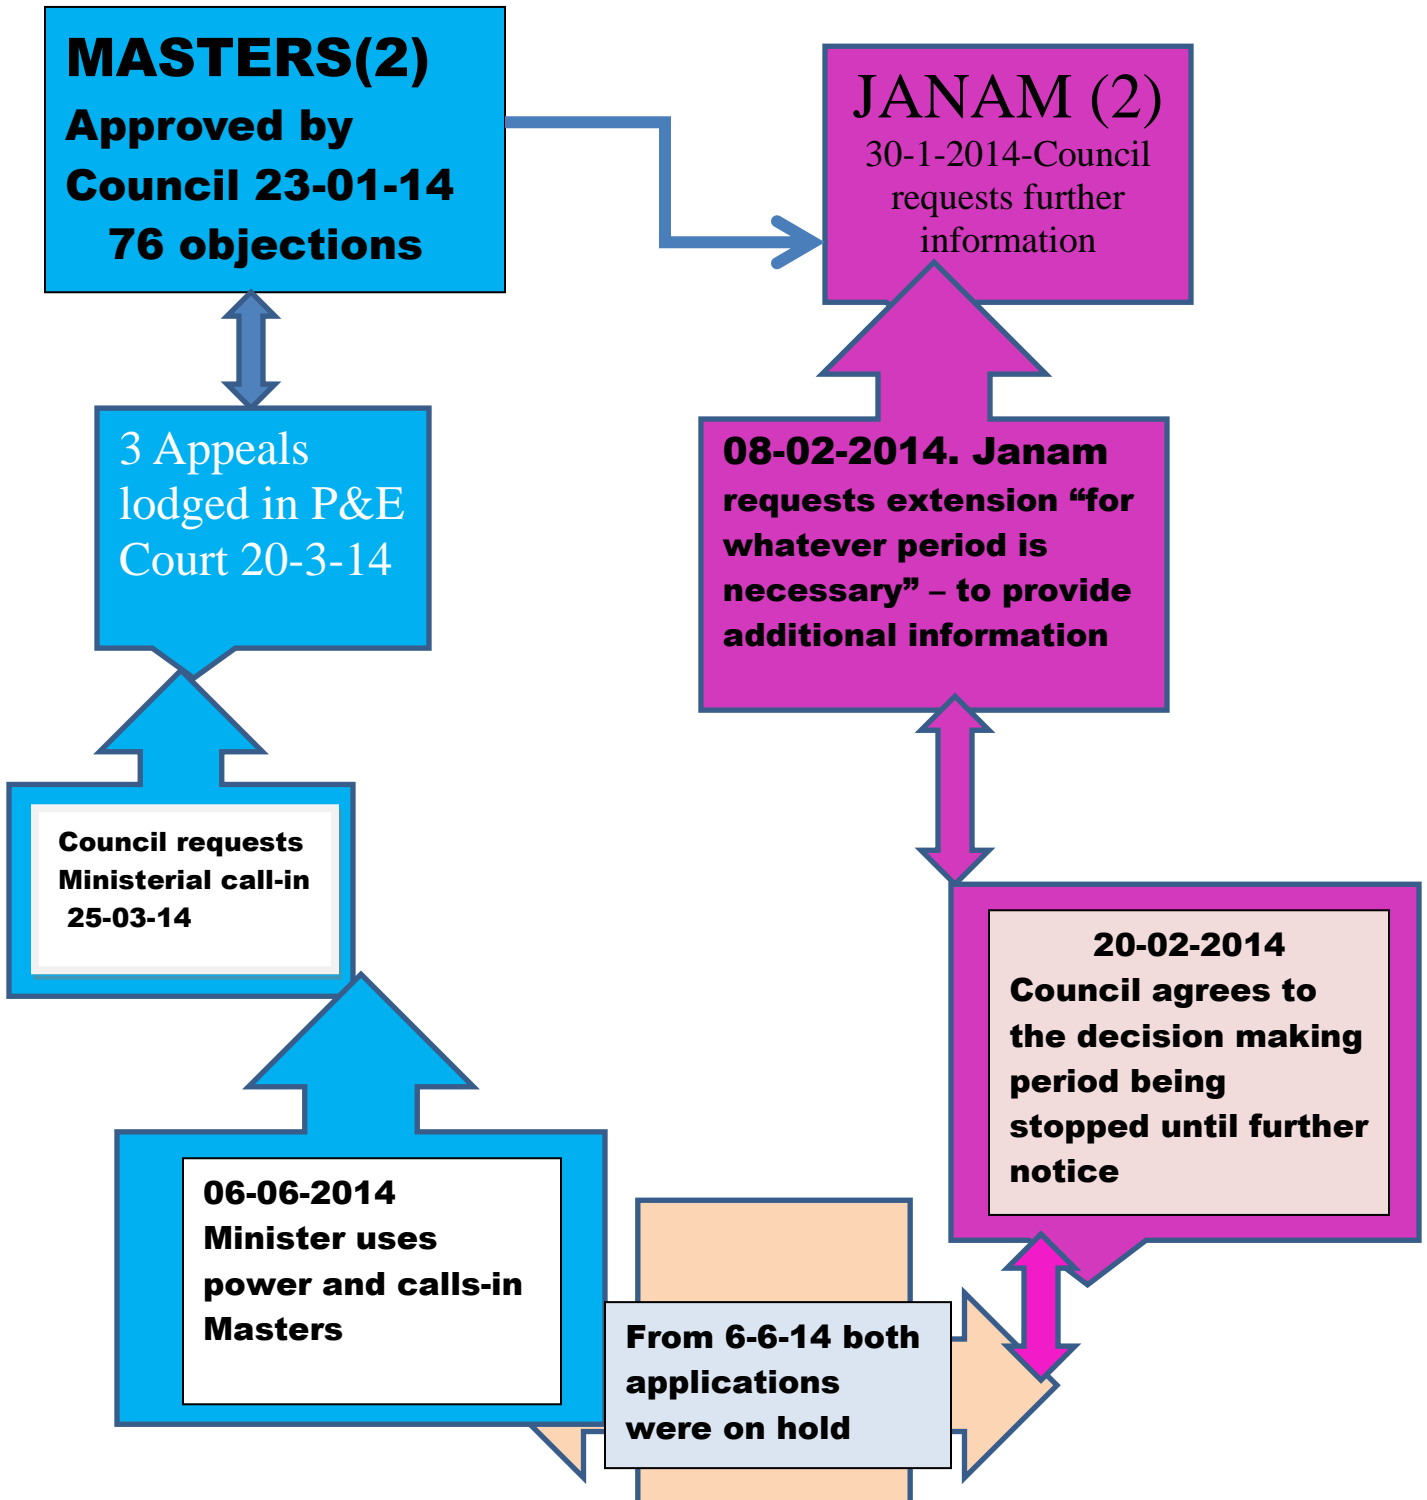 MASTERS(2)
Approved by
Council 23-01-14
76 objections
JANAM (2)
30-1-2014-Council
requests further
information
3 Appeals
lodged in P&E
Court 20-3-14
08-02-2014. Janam
requests extension “for
whatever period is
necessary” – to provide
additional information
Council requests
Ministerial call-in
25-03-14
20-02-2014
Council agrees to
the decision making
period being
stopped until further
notice
06-06-2014
Minister uses
power and calls-in
Masters
From 6-6-14 both
applications
were on hold